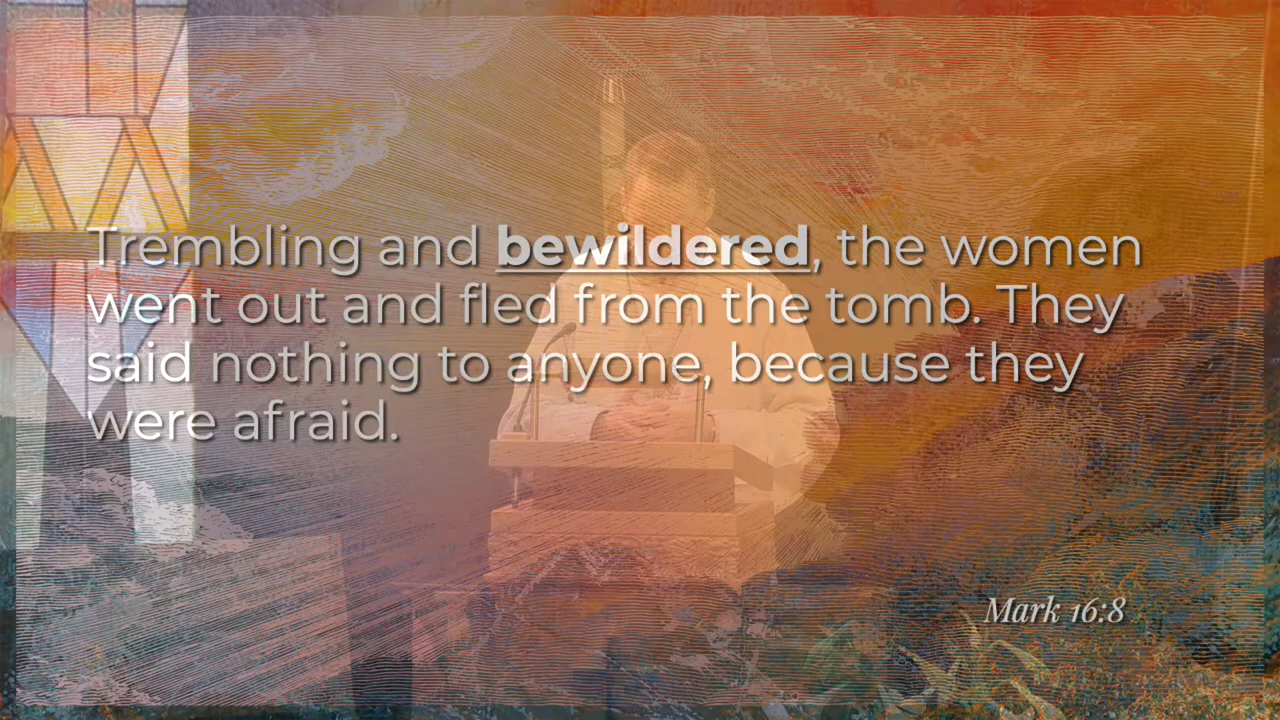 Trembling and bewildered, the women
went out and fled from the tomb. They
said nothing to anyone, because they
were afraid.
Mark 16:8